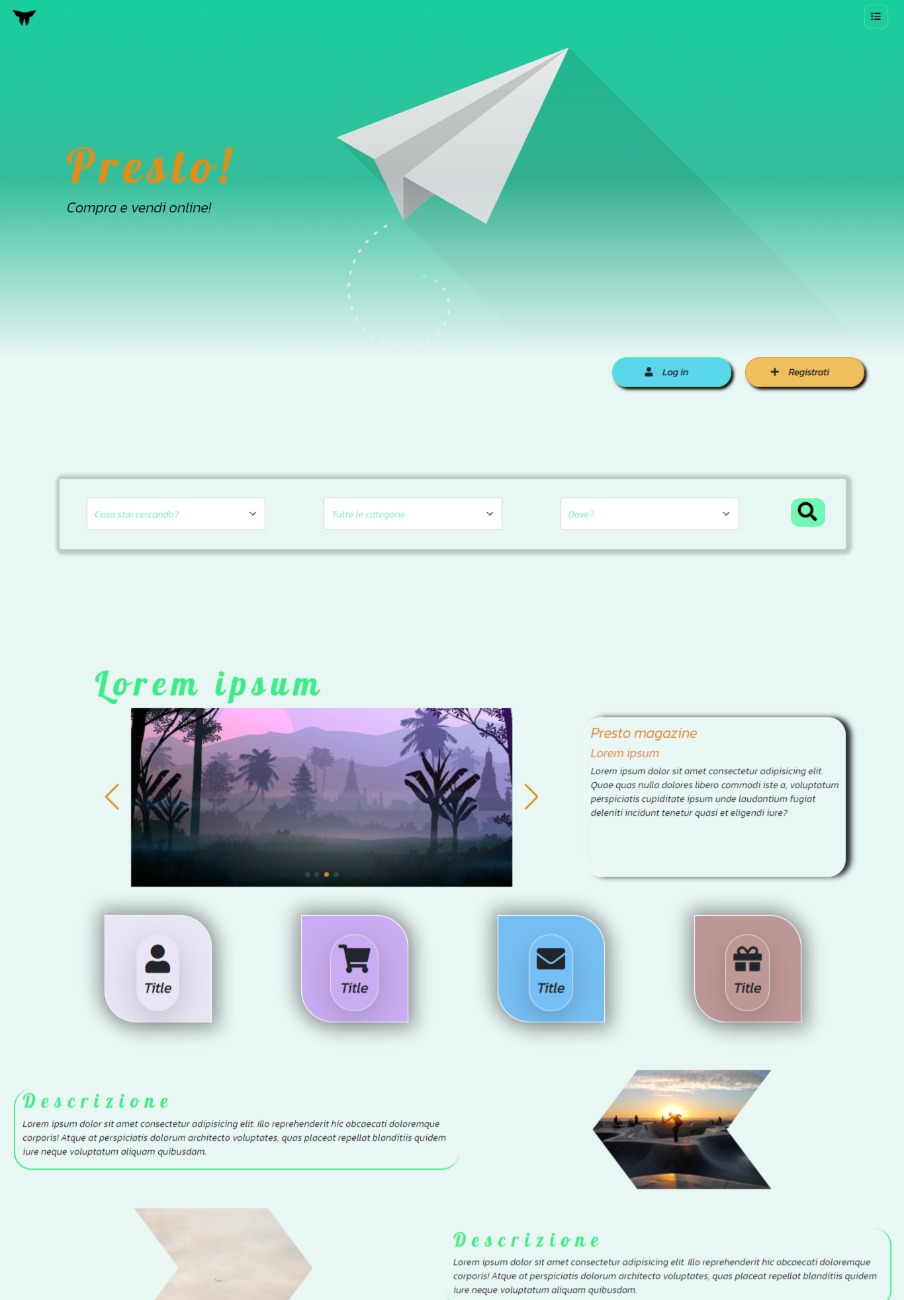 Presto!
Compra e vendi online!
Log in
Registrati
Cosa stai cercando?
Tutte le categorie
Dove?
Lorem ipsum
Presto magazine
Lorem ipsum
Lorem ipsum dolor sit amet consectetur adipisicing elit.
Quae quas nulla dolores libero commodi iste a, voluptatum
perspiciatis cupiditate ipsum unde laudantium fugiat
deleniti incidunt tenetur quasi et eligendi iure?
Title
Title
Title
Title
Descrizione
Lorem ipsum dolor sit amet consectetur adipisicing elit. Illo reprehenderit hic obcaecati doloremque
corporis! Atque at perspiciatis dolorum architecto voluptates, quas placeat repellat blanditiis quidem
iure neque voluptatum aliquam quibusdam.
Descrizione
Lorem ipsum dolor sit amet consectetur adipisicing elit. Illo reprehenderit hic obcaecati doloremque
corporis! Atque at perspiciatis dolorum architecto voluptates, quas placeat repellat blanditiis quidem
iure neque voluptatum aliquam quibusdam.